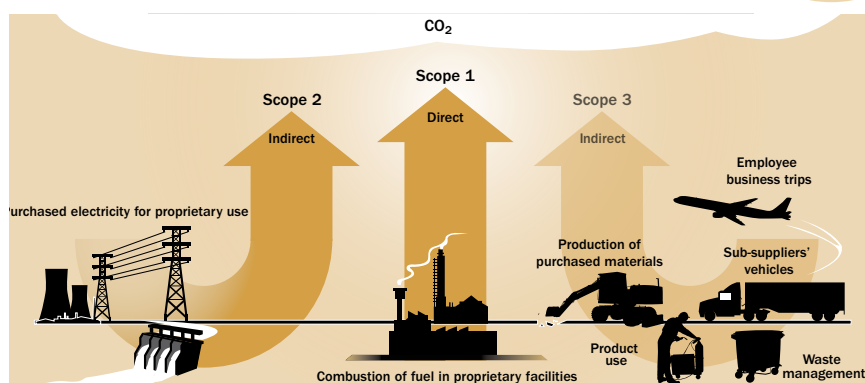 CO₂
Scope 1
Scope 2
Scope 3
Direct
Indirect
Indirect
Employee
business trips
Purchased electricity for proprietary use
Production of
purchased materials
Sub-suppliers'
vehicles
Product
use
Waste
management
Combustion of fuel in proprietary facilities